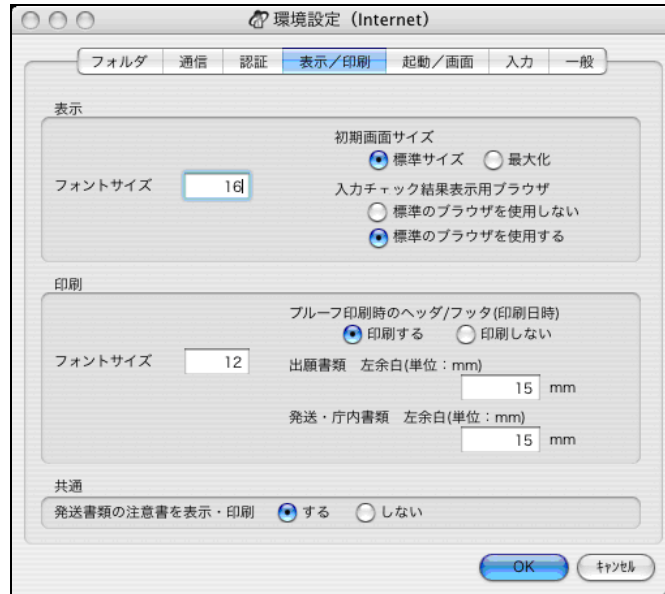 環境設定（Internet）
フォルダ 通信 認証 表示／印刷 起動／画面 入力 一般
表示
初期画面サイズ
標準サイズ 最大化
フォントサイズ 16
入力チェック結果表示用ブラウザ
標準のブラウザを使用しない
標準のブラウザを使用する
印刷
プルーフ印刷時のヘッダ/フッタ(印刷日時)
印刷する 印刷しない
フォントサイズ 12
出願書類 左余白(単位：mm)
15 mm
発送・庁内書類 左余白(単位：mm)
15 mm
共通
発送書類の注意書を表示・印刷 する しない
OK ｷｬﾝｾﾙ